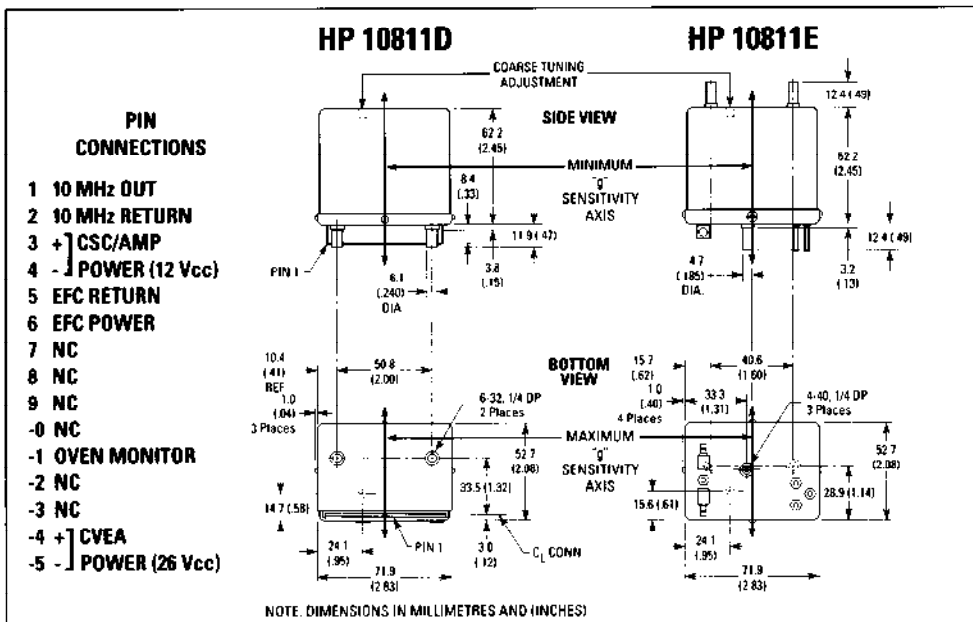 HP 10811D
HP 10811E
COARSE TUNING
ADJUSTMENT
SIDE VIEW
PIN
CONNECTIONS
1 10 MHz OUT
2 10 MHz RETURN
3 +] CSC/AMP
4 -] POWER (12 Vcc)
5 EFC RETURN
6 EFC POWER
7 NC
8 NC
9 NC
-0 NC
-1 OVEN MONITOR
-2 NC
-3 NC
-4 +] CVEA
-5 -] POWER (26 Vcc)
62.2
(2.45)
8.4
(.33)
11.9 (.47)
3.8
(.15)
PIN 1
6.1
(.240)
DIA
MINIMUM
"g"
SENSITIVITY
AXIS
12.4 (.49)
62.2
(2.45)
12.4 (.49)
4.7
(.185)
DIA.
3.2
(.13)
BOTTOM
VIEW
10.4
(.41)
REF
1.0
(.04)
3 Places
50.8
(2.00)
6-32, 1/4 DP
2 Places
MAXIMUM
"g"
SENSITIVITY
AXIS
52.7
(2.08)
33.5 (1.32)
14.7 (.58)
24.1
(.95)
PIN 1
3.0
(.12)
CL CONN
71.9
(2.83)
15.7
(.62)
1.0
(.40)
4 Places
40.6
(1.60)
33.3
(1.31)
4-40, 1/4 DP
3 Places
52.7
(2.08)
28.9 (1.14)
15.6 (.61)
24.1
(.95)
71.9
(2.83)
NOTE. DIMENSIONS IN MILLIMETRES AND (INCHES)